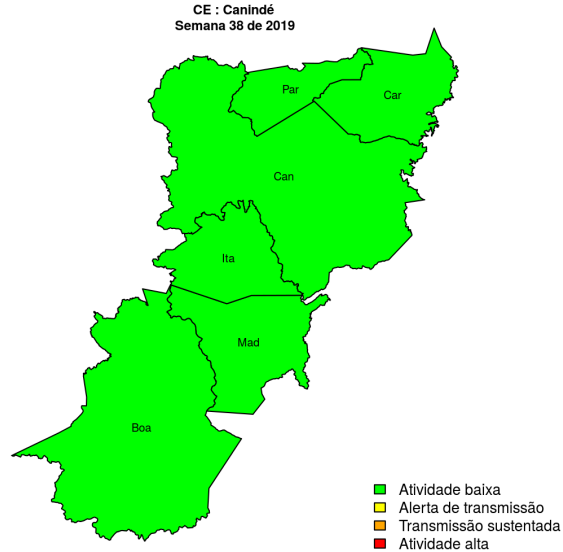 CE : Canindé
Semana 38 de 2019
Par
Car
Can
Ita
Mad
Boa
Atividade baixa
Alerta de transmissão
Transmissão sustentada
Atividade alta